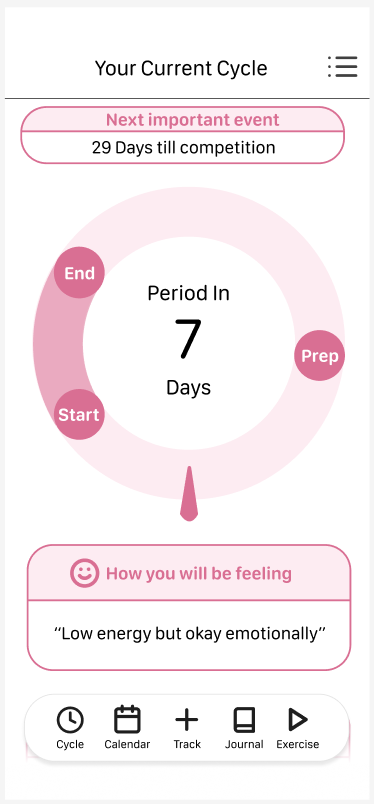 Your Current Cycle
Next important event
29 Days till competition
End
Period In
7
Days
Prep
Start
How you will be feeling
“Low energy but okay emotionally”
Cycle
Calendar
Track
Journal
Exercise